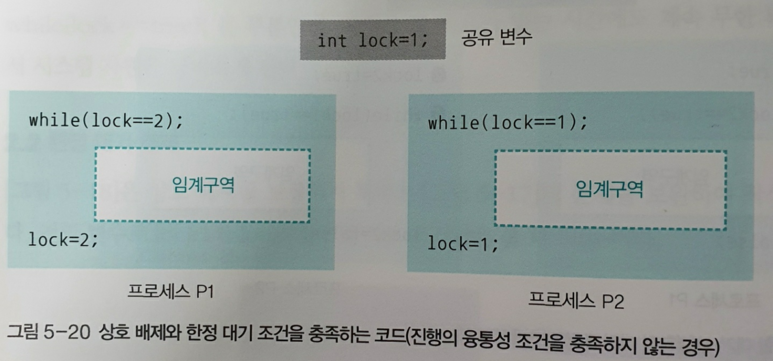 int lock=1; 공유 변수
while(lock==2); while(lock==1);
임계구역 임계구역
lock=2; lock=1;
프로세스 P1 프로세스 P2
그림 5-20 상호 배제와 한정 대기 조건을 충족하는 코드(진행의 융통성 조건을 충족하지 않는 경우)